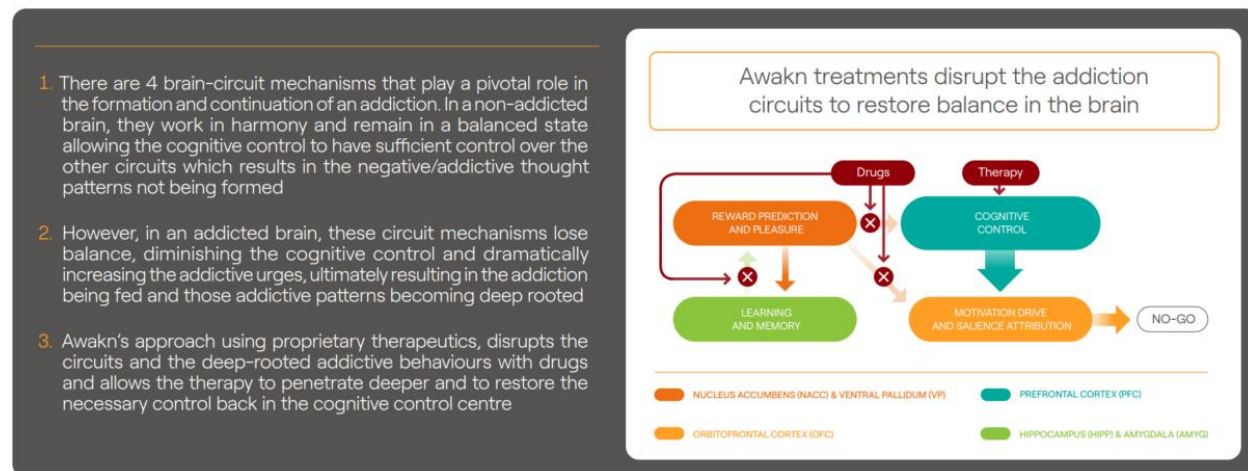 1. There are 4 brain-circuit mechanisms that play a pivotal role in
the formation and continuation of an addiction. In a non-addicted
brain, they work in harmony and remain in a balanced state
allowing the cognitive control to have sufficient control over the
other circuits which results in the negative/addictive thought
patterns not being formed
2. However, in an addicted brain, these circuit mechanisms lose
balance, diminishing the cognitive control and dramatically
increasing the addictive urges, ultimately resulting in the addiction
being fed and those addictive patterns becoming deep rooted
3. Awakn's approach using proprietary therapeutics, disrupts the
circuits and the deep-rooted addictive behaviours with drugs
and allows the therapy to penetrate deeper and to restore the
necessary control back in the cognitive control centre
Awakn treatments disrupt the addiction
circuits to restore balance in the brain
Drugs
Therapy
REWARD PREDICTION
AND PLEASURE
COGNITIVE
CONTROL
LEARNING
AND MEMORY
MOTIVATION DRIVE
AND SALIENCE ATTRIBUTION
NO-GO
NUCLEUS ACCUMBENS (NACC) & VENTRAL PALLIDUM (VP)
PREFRONTAL CORTEX (PFC)
ORBITOFRONTAL CORTEX (OFC)
HIPPOCAMPUS (HIPP) & AMYGDALA (AMYG)